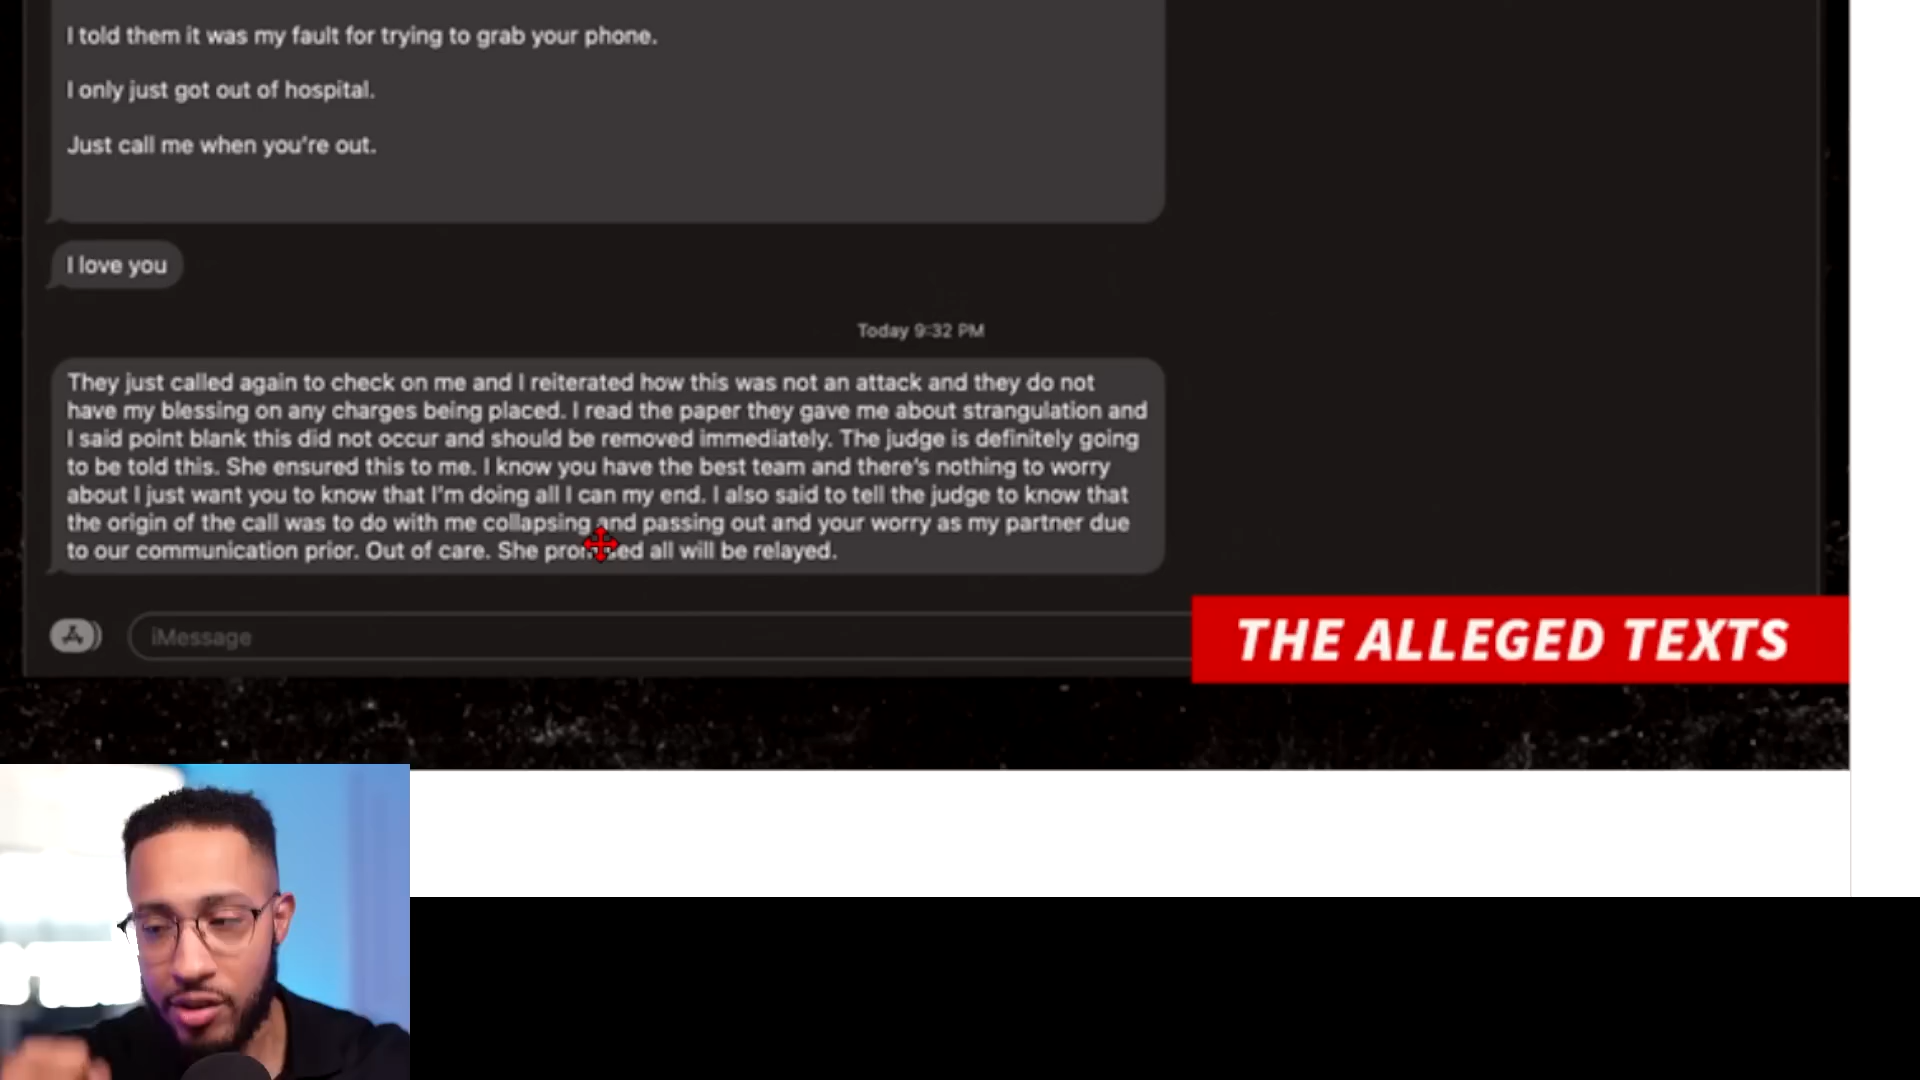 I told them it was my fault for trying to grab your phone.
I only just got out of hospital.
Just call me when you're out.
I love you
Today 9:32 PM
They just called again to check on me and I reiterated how this was not an attack and they do not
have my blessing on any charges being placed. I read the paper they gave me about strangulation and
I said point blank this did not occur and should be removed immediately. The judge is definitely going
to be told this. She ensured this to me. I know you have the best team and there's nothing to worry
about I just want you to know that I'm doing all I can my end. I also said to tell the judge to know that
the origin of the call was to do with me collapsing and passing out and your worry as my partner due
to our communication prior. Out of care. She all will be relayed.
iMessage
THE ALLEGED TEXTS